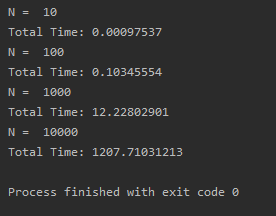 N =  10
Total Time: 0.00097537
N =  100
Total Time: 0.10345554
N =  1000
Total Time: 12.22802901
N =  10000
Total Time: 1207.71031213
Process finished with exit code 0